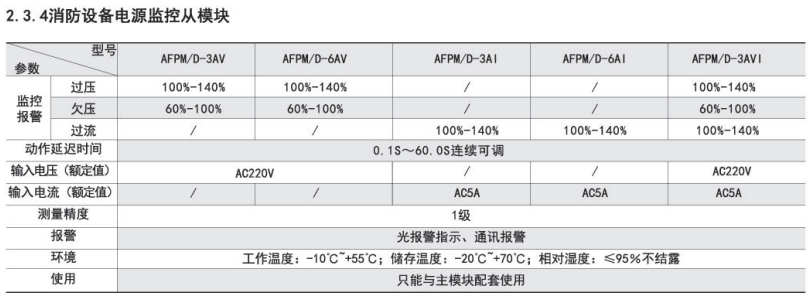 2.3.4消防设备电源监控从模块
型号
参数
AFPM/D-3AV AFPM/D-6AV AFPM/D-3AI AFPM/D-6AI AFPM/D-3AVI
监控报警 过压 100%-140% 100%-140% / / 100%-140%
欠压 60%-100% 60%-100% / / 60%-100%
过流 / / 100%-140% 100%-140% 100%-140%
动作延迟时间 0.1S～60.0S连续可调
输入电压（额定值） AC220V / / AC220V
输入电流（额定值） / / AC5A AC5A AC5A
测量精度 1级
报警 光报警指示、通讯报警
环境 工作温度：-10℃~+55℃；储存温度：-20℃~+70℃；相对湿度：≤95%不结露
使用 只能与主模块配套使用